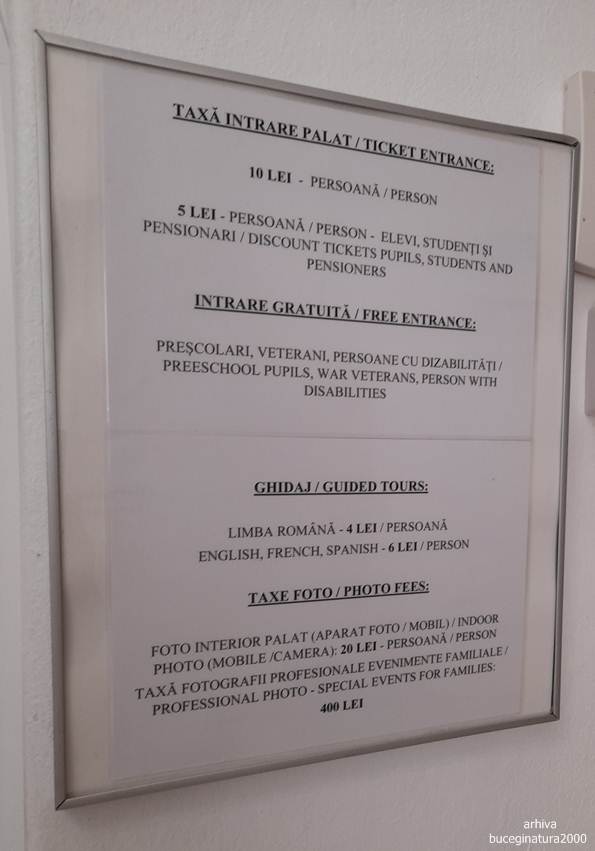 TAXĂ INTRARE PALAT / TICKET ENTRANCE:
10 LEI - PERSOANĂ / PERSON
5 LEI - PERSOANĂ / PERSON - ELEVI, STUDENȚI ȘI
PENSIONARI / DISCOUNT TICKETS PUPILS, STUDENTS AND
PENSIONERS
INTRARE GRATUITĂ / FREE ENTRANCE:
PREȘCOLARI, VETERANI, PERSOANE CU DIZABILITĂȚI /
PREESCHOOL PUPILS, WAR VETERANS, PERSON WITH
DISABILITIES
GHIDAJ / GUIDED TOURS:
LIMBA ROMÂNĂ - 4 LEI / PERSOANĂ
ENGLISH, FRENCH, SPANISH - 6 LEI / PERSON
TAXE FOTO / PHOTO FEES:
FOTO INTERIOR PALAT (APARAT FOTO / MOBIL) / INDOOR
PHOTO (MOBILE /CAMERA): 20 LEI - PERSOANĂ / PERSON
TAXĂ FOTOGRAFII PROFESIONALE EVENIMENTE FAMILIALE /
PROFESSIONAL PHOTO - SPECIAL EVENTS FOR FAMILIES:
400 LEI
arhiva
buceginatura2000